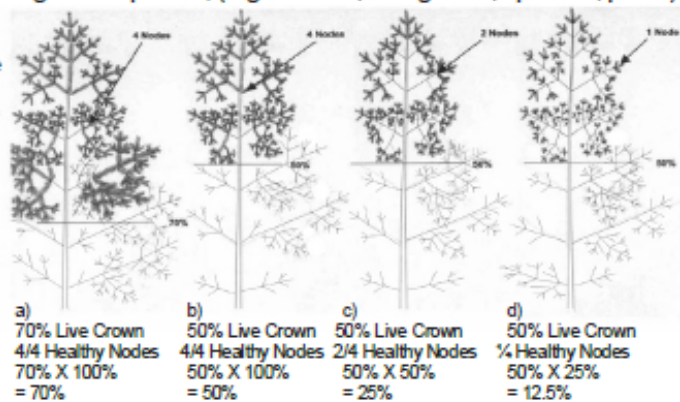 4 Nodes
4 Nodes
2 Nodes
1 Node
50%
50%
50%
70%
a)
70% Live Crown
4/4 Healthy Nodes
70% X 100%
= 70%
b)
50% Live Crown
4/4 Healthy Nodes
50% X 100%
= 50%
c)
50% Live Crown
2/4 Healthy Nodes
50% X 50%
= 25%
d)
50% Live Crown
¼ Healthy Nodes
50% X 25%
= 12.5%